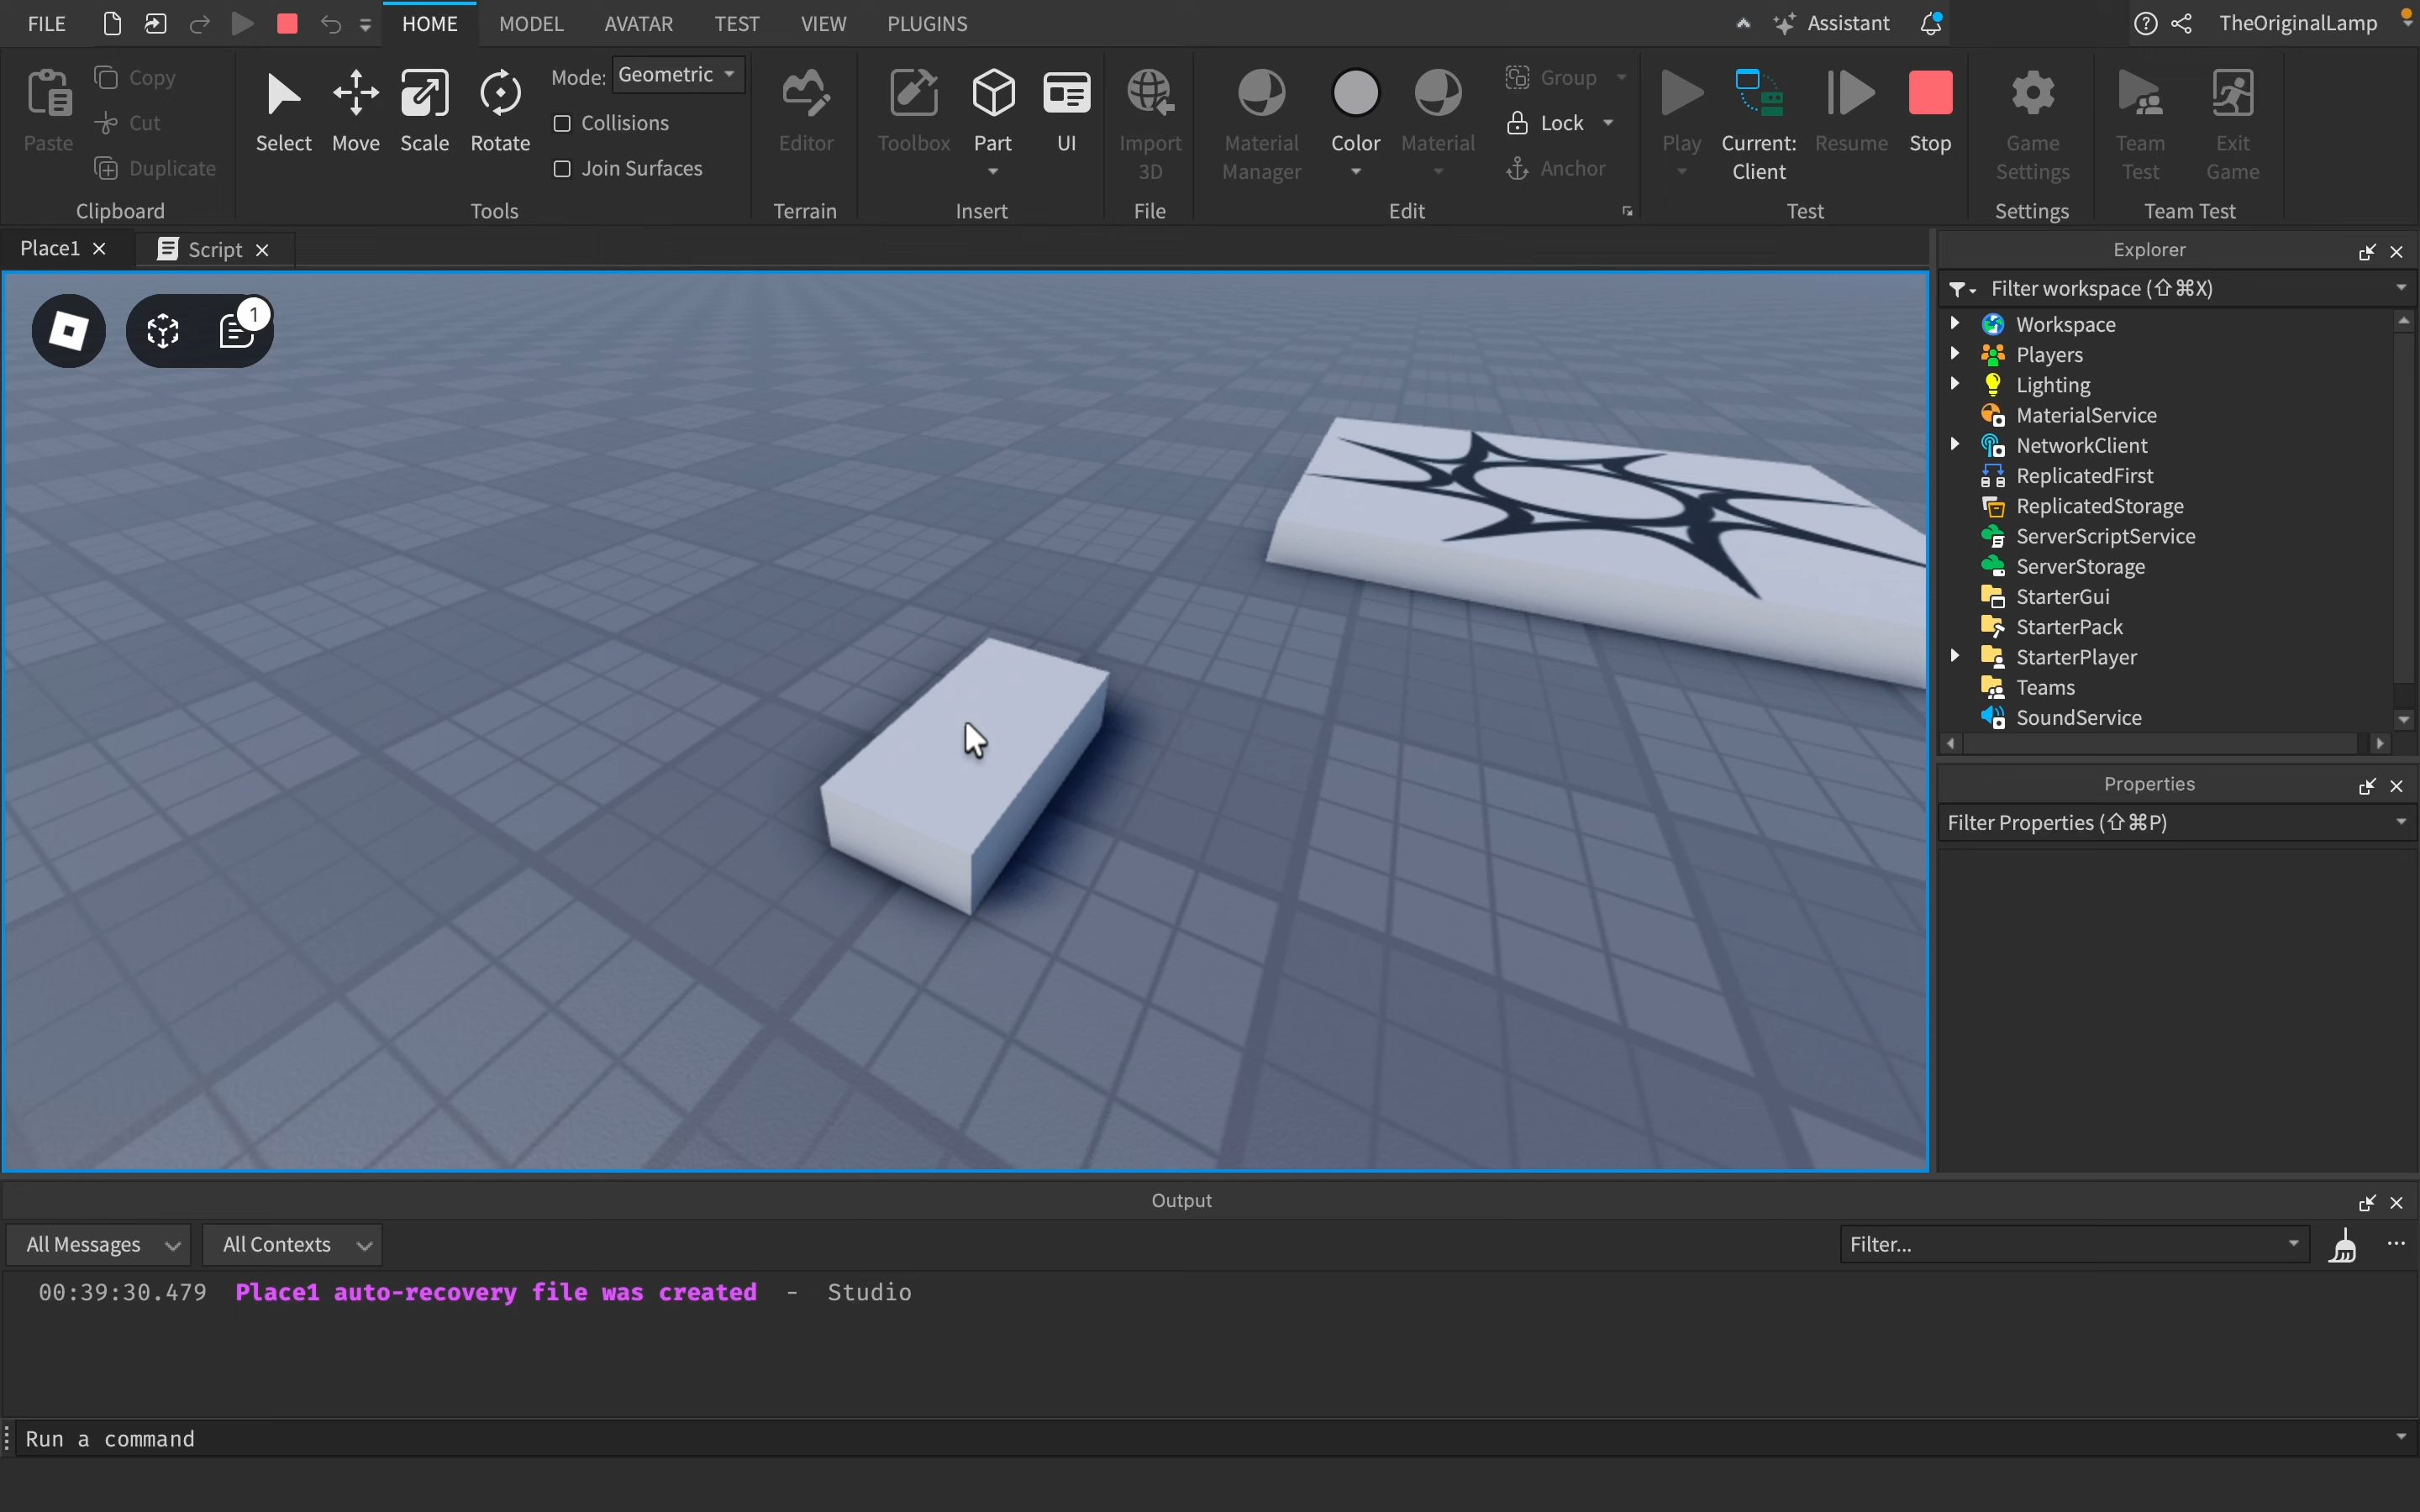 FILE HOME MODEL AVATAR TEST VIEW PLUGINS Assistant TheOriginalLamp
Paste
Copy
Cut
Duplicate
Clipboard
Select Move Scale Rotate
Mode: Geometric
Collisions
Join Surfaces
Tools
Editor
Terrain
Toolbox Part UI
Insert
Import
3D
File
Material
Manager
Color Material
Group
Lock
Anchor
Edit
Play
Current:
Client
Resume Stop
Test
Game
Settings
Settings
Team
Test
Exit
Game
Team Test
Place1 Script
1
Explorer
Filter workspace (⇧⌘X)
Workspace
Players
Lighting
MaterialService
NetworkClient
ReplicatedFirst
ReplicatedStorage
ServerScriptService
ServerStorage
StarterGui
StarterPack
StarterPlayer
Teams
SoundService
Properties
Filter Properties (⇧⌘P)
Output
All Messages All Contexts Filter...
00:39:30.479 Place1 auto-recovery file was created - Studio
Run a command